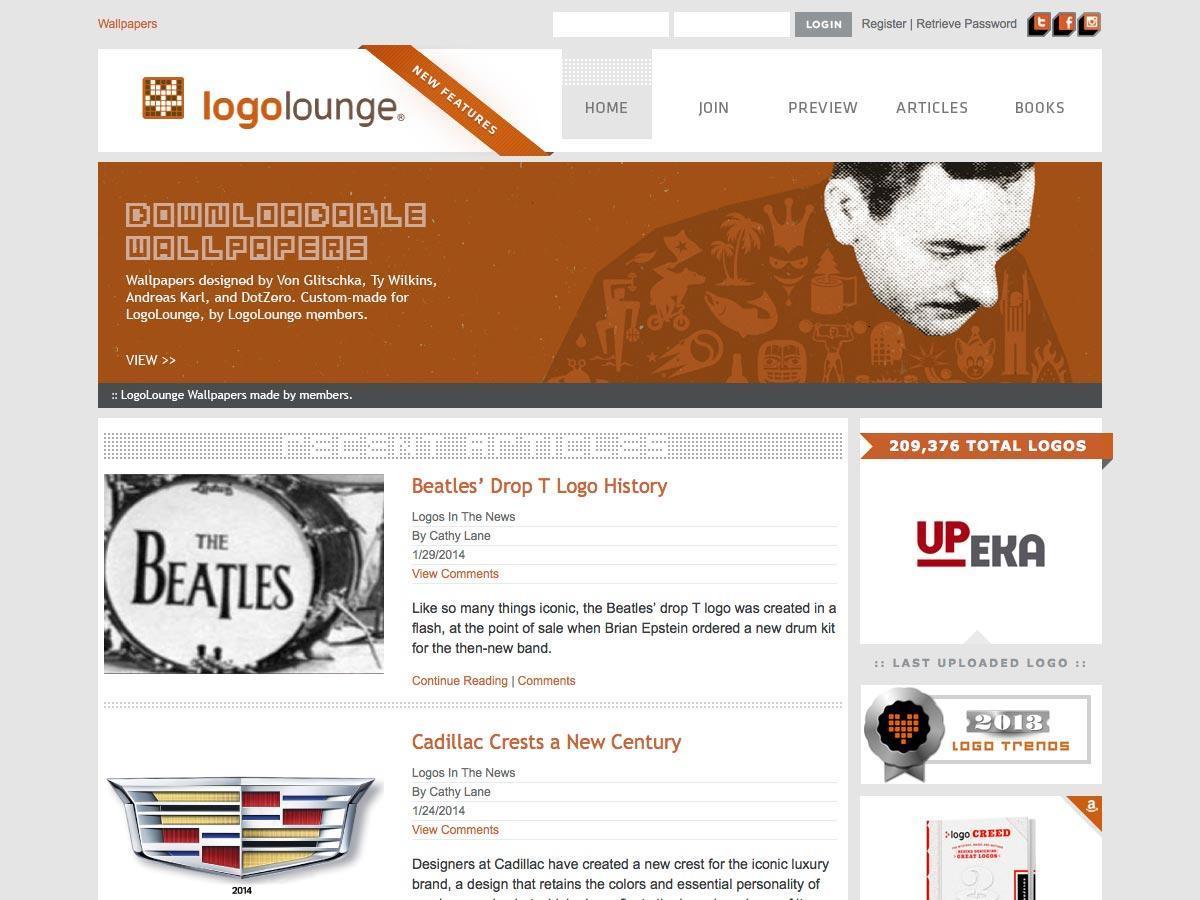 Wallpapers
LOGIN
Register | Retrieve Password
logolounge®
NEW FEATURES
HOME
JOIN
PREVIEW
ARTICLES
BOOKS
DOWNLOADABLE
WALLPAPERS
Wallpapers designed by Von Glitschka, Ty Wilkins,
Andreas Karl, and DotZero. Custom-made for
LogoLounge, by LogoLounge members.
VIEW >>
:: LogoLounge Wallpapers made by members.
RECENT ARTICLES
THE
BEATLES
Beatles’ Drop T Logo History
Logos In The News
By Cathy Lane
1/29/2014
View Comments
Like so many things iconic, the Beatles’ drop T logo was created in a
flash, at the point of sale when Brian Epstein ordered a new drum kit
for the then-new band.
Continue Reading | Comments
2014
Cadillac Crests a New Century
Logos In The News
By Cathy Lane
1/24/2014
View Comments
Designers at Cadillac have created a new crest for the iconic luxury
brand, a design that retains the colors and essential personality of
209,376 TOTAL LOGOS
UPEKA
:: LAST UPLOADED LOGO ::
2013
LOGO TRENDS
logo CREED
GREAT LOGOS